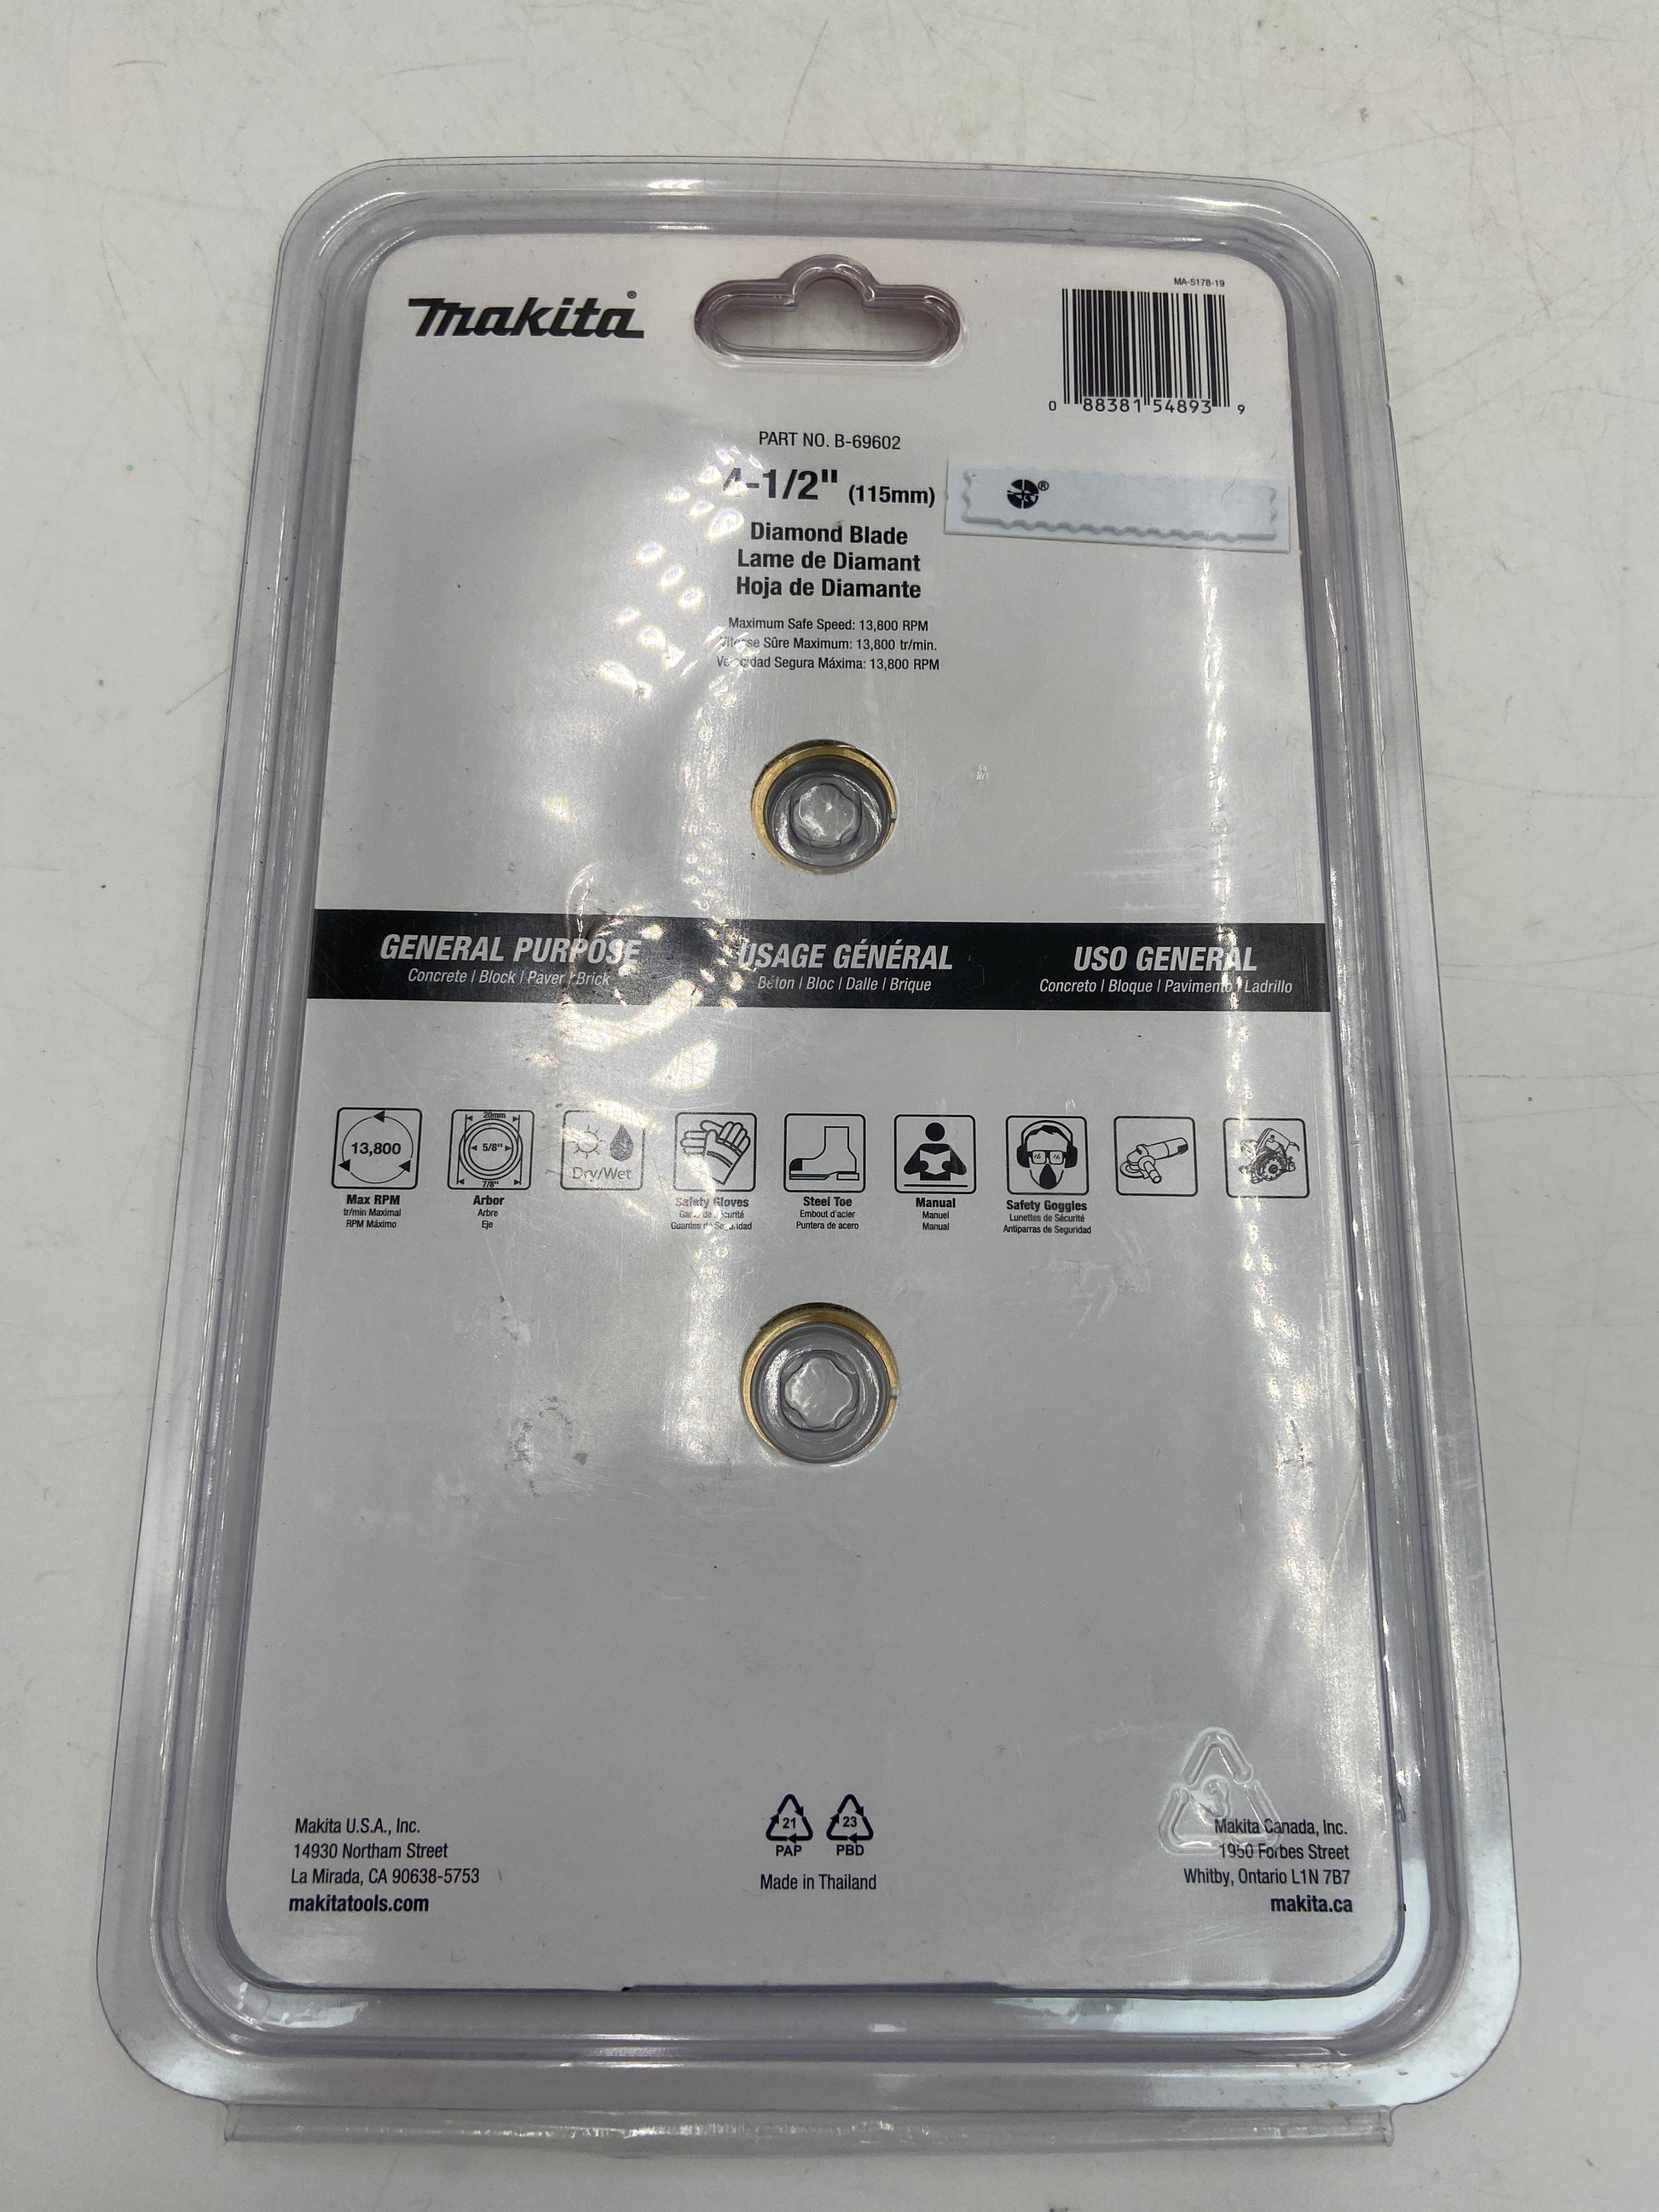 makita®
MA-5178-19
0 88381 54893 9
PART NO. B-69602
4-1/2" (115mm)
®
Diamond Blade
Lame de Diamant
Hoja de Diamante
Maximum Safe Speed: 13,800 RPM
Vitesse Sûre Maximum: 13,800 tr/min.
Velocidad Segura Máxima: 13,800 RPM
GENERAL PURPOSE
Concrete | Block | Paver | Brick
USAGE GÉNÉRAL
Béton | Bloc | Dalle | Brique
USO GENERAL
Concreto | Bloque | Pavimento | Ladrillo
13,800
Max RPM
tr/min Maximal
RPM Máximo
20mm
5/8"
7/8"
Arbor
Arbre
Eje
Dry/Wet
Safety Gloves
Gants de Sécurité
Guantes de Seguridad
Steel Toe
Embout d'acier
Puntera de acero
Manual
Manuel
Manual
Safety Goggles
Lunettes de Sécurité
Antiparras de Seguridad
Makita U.S.A., Inc.
14930 Northam Street
La Mirada, CA 90638-5753
makitatools.com
21
PAP
23
PBD
Made in Thailand
3
Makita Canada, Inc.
1950 Forbes Street
Whitby, Ontario L1N 7B7
makita.ca